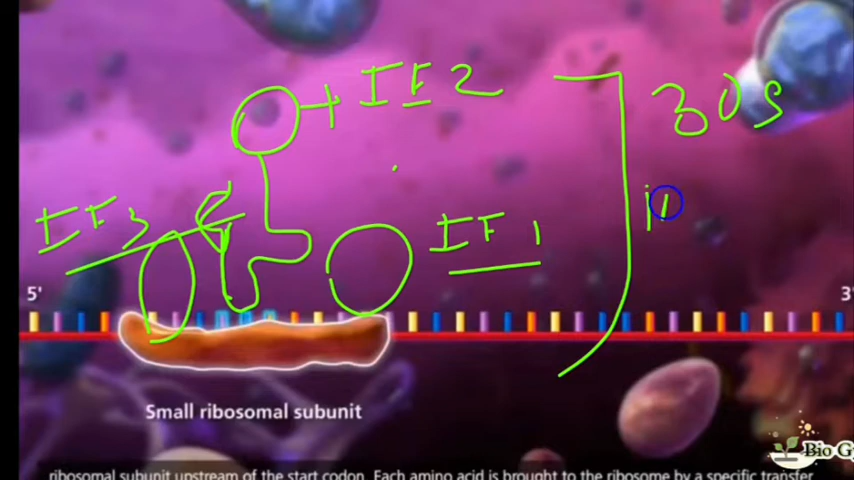 + IF2
30s
IF3
IF1
5'
3'
Small ribosomal subunit
Bio G
ribosomal subunit upstream of the start codon. Each amino acid is brought to the ribosome by a specific transfer